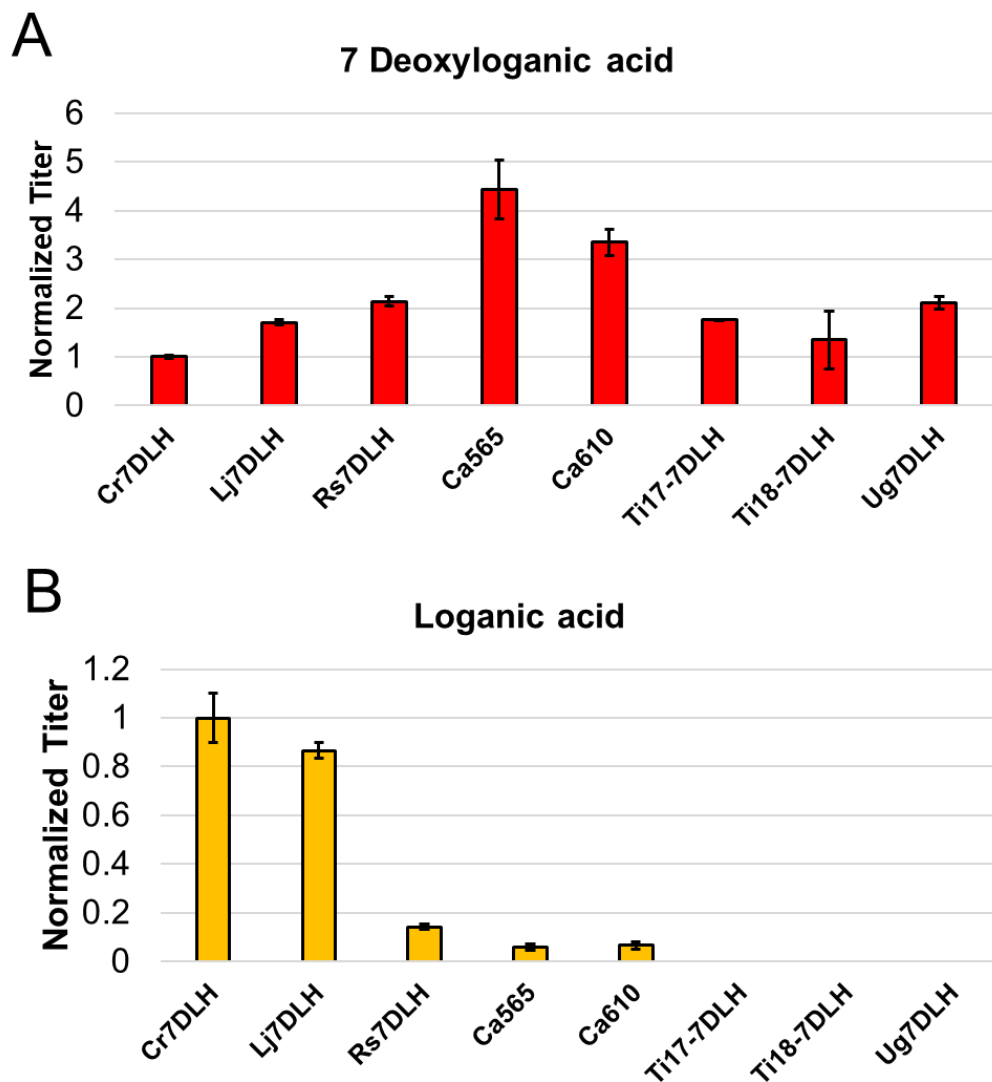 A
7 Deoxyloganic acid
Normalized Titer
6
5
4
3
2
1
0
Cr7DLH
Lj7DLH
Rs7DLH
Ca565
Ca610
Ti17-7DLH
Ti18-7DLH
Ug7DLH
B
Loganic acid
Normalized Titer
1.2
1
0.8
0.6
0.4
0.2
0
Cr7DLH
Lj7DLH
Rs7DLH
Ca565
Ca610
Ti17-7DLH
Ti18-7DLH
Ug7DLH